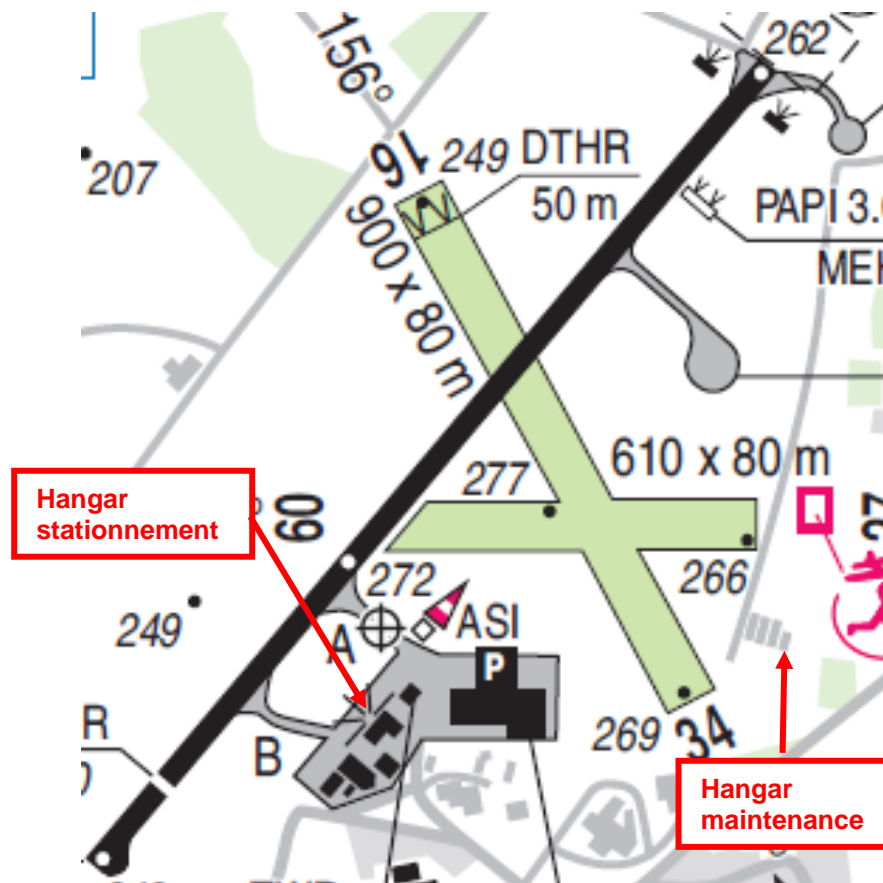 262
156°
16
249 DTHR
50 m
207
900 x 80 m
PAPI 3.
MEH
Hangar
stationnement
277
610 x 80 m
09
27
272
266
249
A
ASI
P
R
B
269
34
Hangar
maintenance